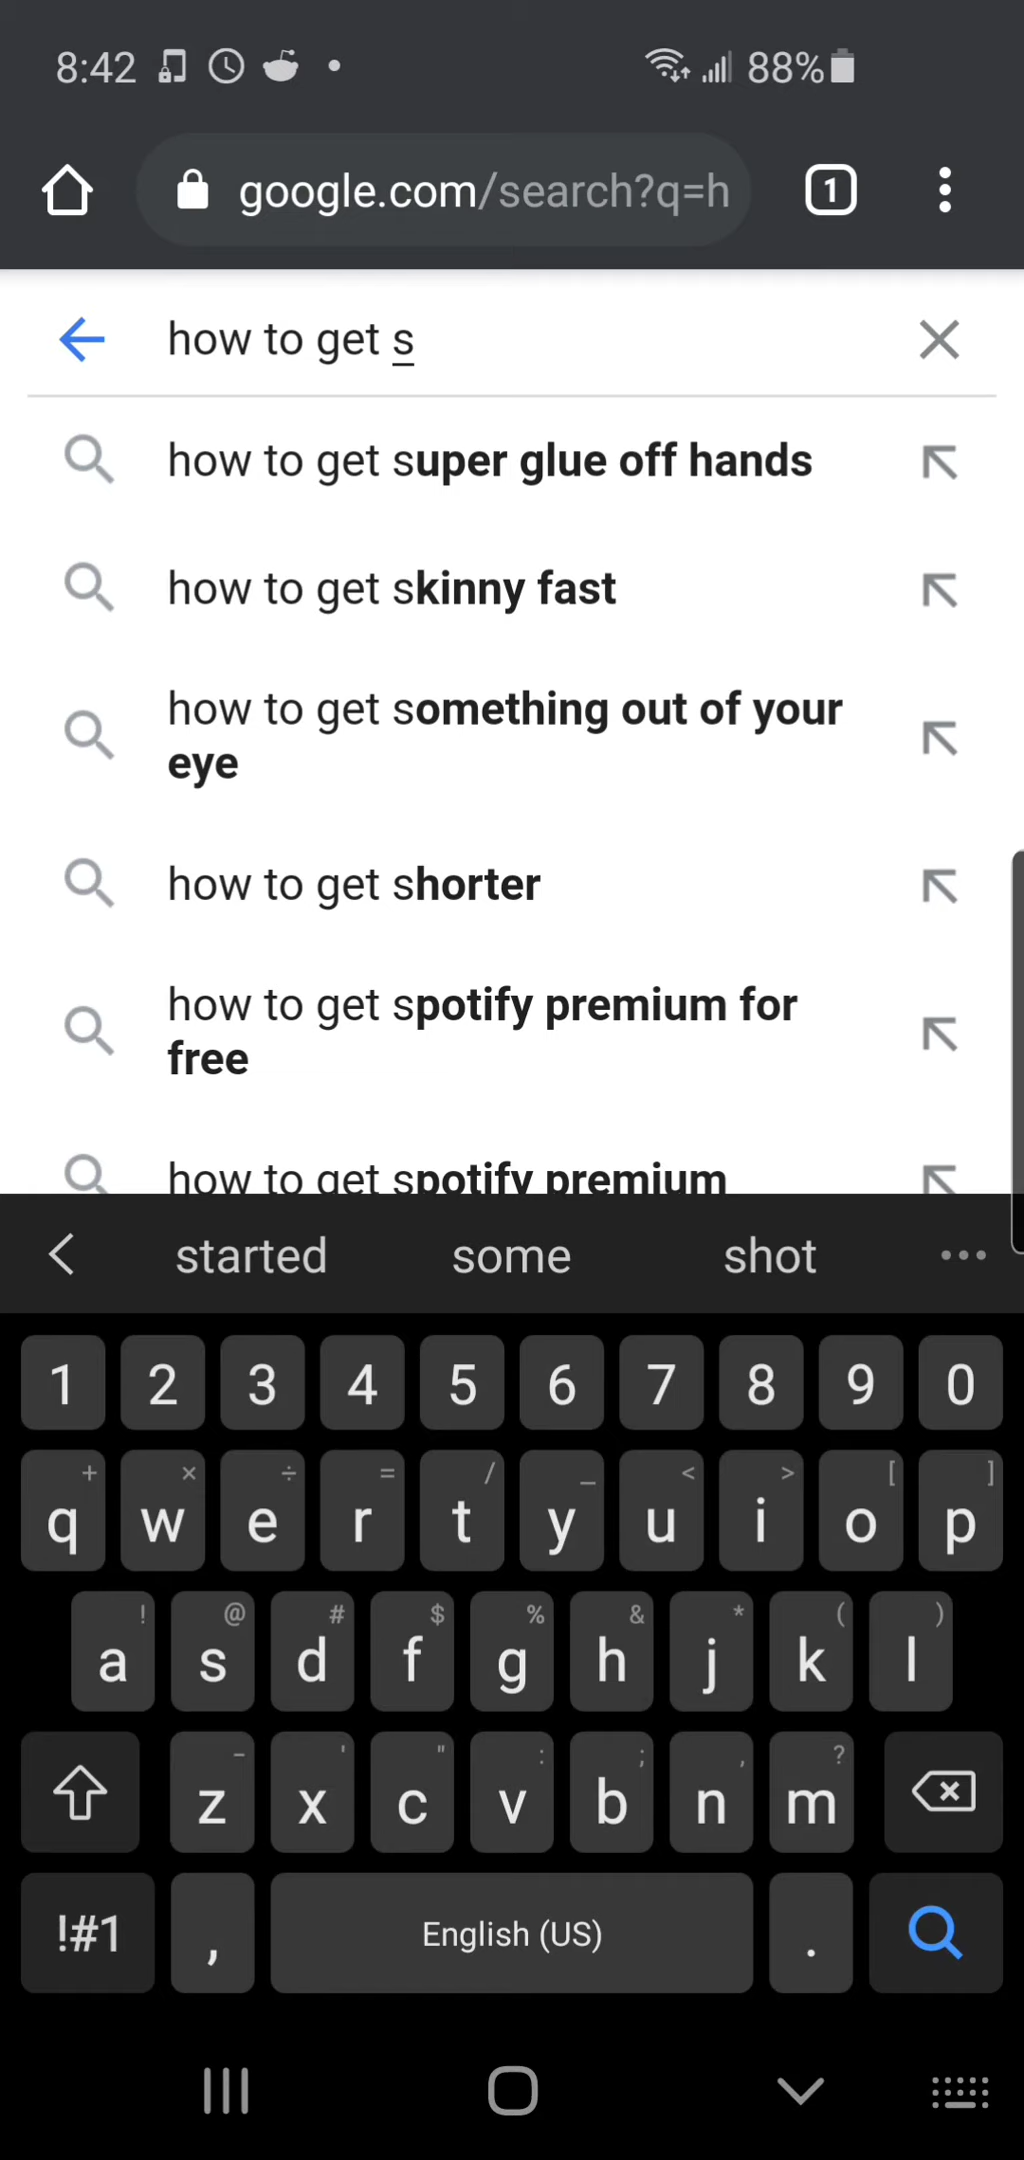 8:42 88%
google.com/search?q=h 1
how to get s
how to get super glue off hands
how to get skinny fast
how to get something out of your
eye
how to get shorter
how to get spotify premium for
free
how to get spotify premium
started some shot
1 2 3 4 5 6 7 8 9 0
+ × ÷ = / _ < > [ ]
q w e r t y u i o p
! @ # $ % & * ( )
a s d f g h j k l
- ' " : ; , ?
z x c v b n m
!#1 , English (US) .